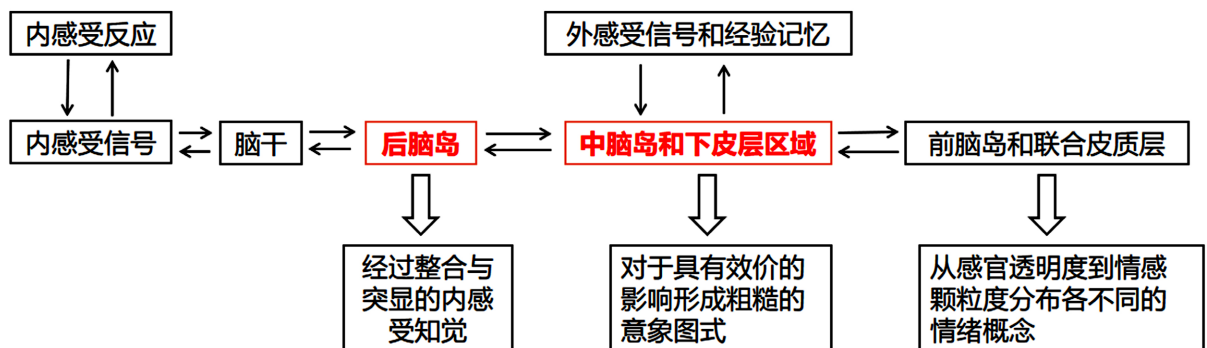 内感受反应
外感受信号和经验记忆
内感受信号
脑干
后脑岛
中脑岛和下皮层区域
前脑岛和联合皮质层
经过整合与
突显的内感
受知觉
对于具有效价的
影响形成粗糙的
意象图式
从感官透明度到情感
颗粒度分布各不同的
情绪概念